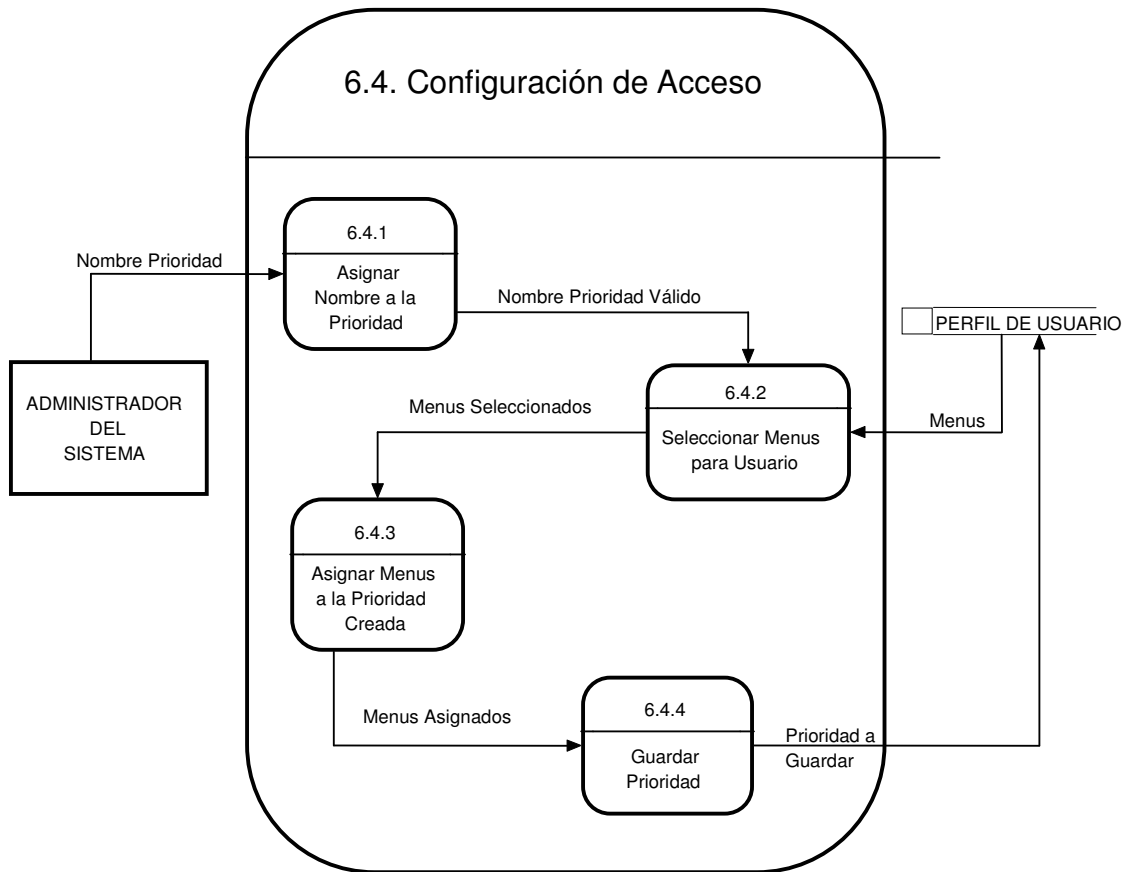 6.4. Configuración de Acceso
6.4.1
Nombre Prioridad
Asignar
Nombre a la
Prioridad
Nombre Prioridad Válido
PERFIL DE USUARIO
ADMINISTRADOR
DEL
SISTEMA
Menus Seleccionados
6.4.2
Menus
Seleccionar Menus
para Usuario
6.4.3
Asignar Menus
a la Prioridad
Creada
Menus Asignados
6.4.4
Guardar
Prioridad
Prioridad a
Guardar